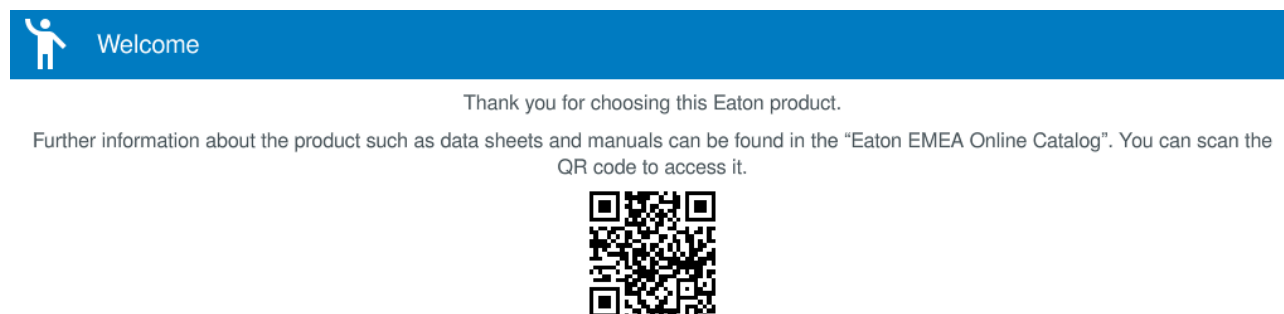 Welcome
Thank you for choosing this Eaton product.
Further information about the product such as data sheets and manuals can be found in the “Eaton EMEA Online Catalog”. You can scan the
QR code to access it.